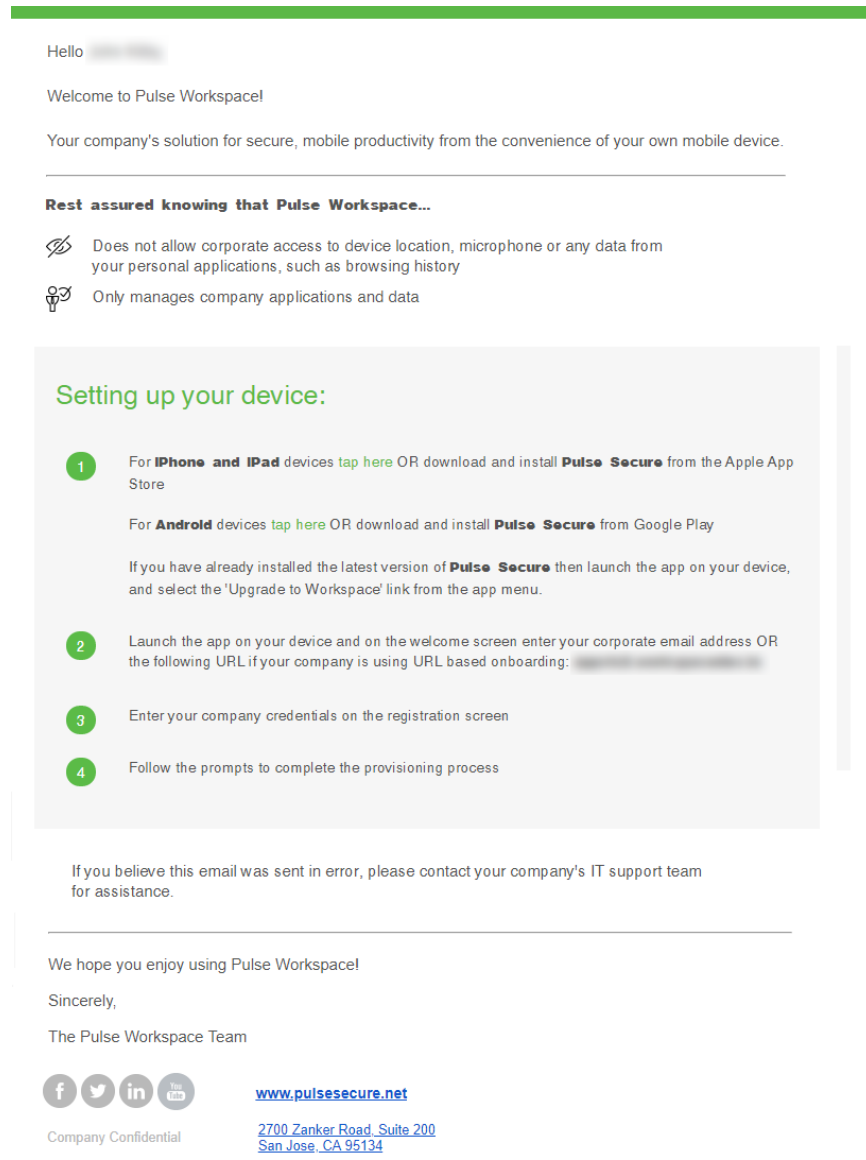 Hello
Welcome to Pulse Workspace!
Your company's solution for secure, mobile productivity from the convenience of your own mobile device.
Rest assured knowing that Pulse Workspace...
Does not allow corporate access to device location, microphone or any data from
your personal applications, such as browsing history
Only manages company applications and data
Setting up your device:
1
For iPhone and iPad devices tap here OR download and install Pulse Secure from the Apple App
Store
For Android devices tap here OR download and install Pulse Secure from Google Play
If you have already installed the latest version of Pulse Secure then launch the app on your device,
and select the 'Upgrade to Workspace' link from the app menu.
2
Launch the app on your device and on the welcome screen enter your corporate email address OR
the following URL if your company is using URL based onboarding:
3
Enter your company credentials on the registration screen
4
Follow the prompts to complete the provisioning process
If you believe this email was sent in error, please contact your company's IT support team
for assistance.
We hope you enjoy using Pulse Workspace!
Sincerely,
The Pulse Workspace Team
f in You Tube
www.pulsesecure.net
Company Confidential
2700 Zanker Road, Suite 200
San Jose, CA 95134